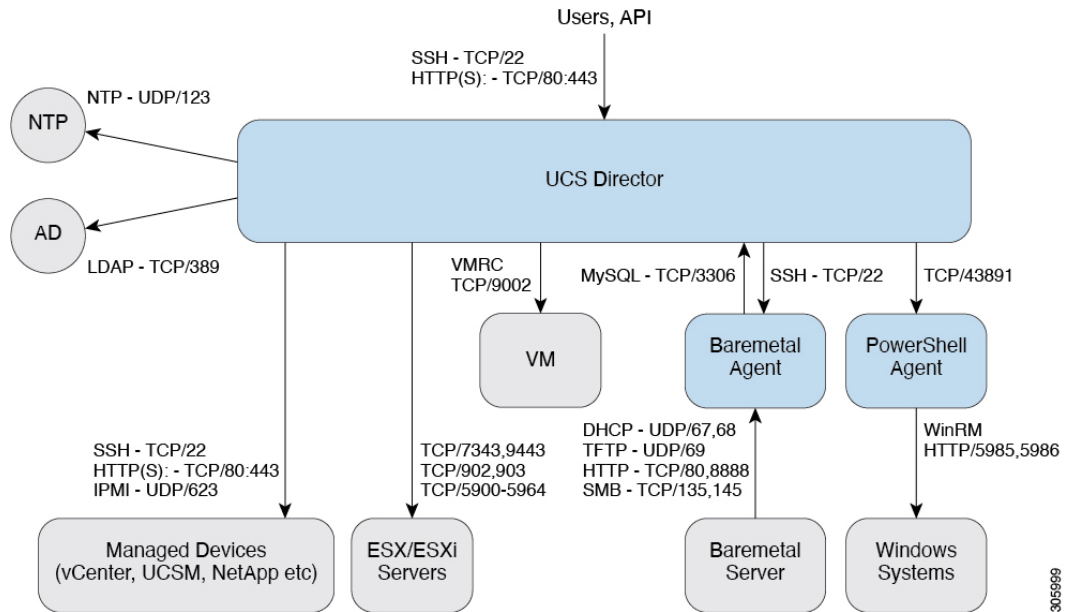 Users, API
SSH - TCP/22
HTTP(S): - TCP/80:443
NTP - UDP/123
NTP
UCS Director
AD
LDAP - TCP/389
VMRC
TCP/9002
MySQL - TCP/3306
SSH - TCP/22
TCP/43891
VM
Baremetal
Agent
PowerShell
Agent
SSH - TCP/22
HTTP(S): - TCP/80:443
IPMI - UDP/623
TCP/7343,9443
TCP/902,903
TCP/5900-5964
DHCP - UDP/67,68
TFTP - UDP/69
HTTP - TCP/80,8888
SMB - TCP/135,145
WinRM
HTTP/5985,5986
Managed Devices
(vCenter, UCSM, NetApp etc)
ESX/ESXi
Servers
Baremetal
Server
Windows
Systems
305999